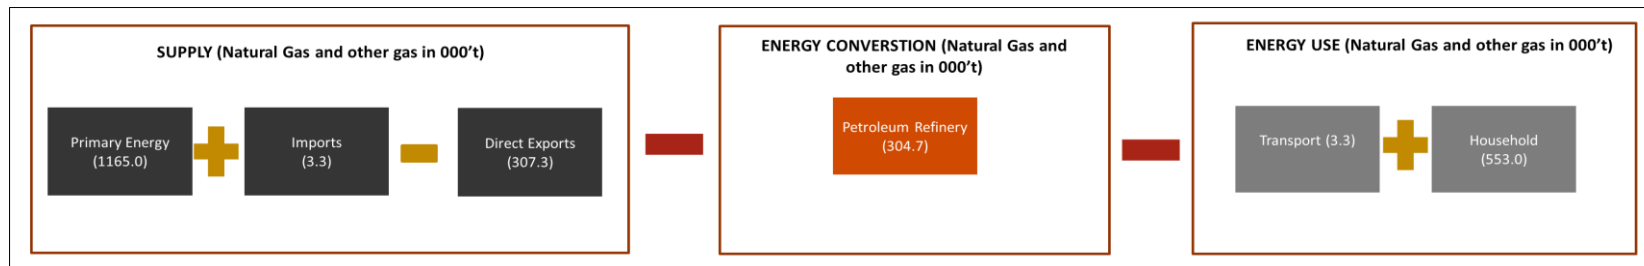 SUPPLY (Natural Gas and other gas in 000’t)
Primary Energy
(1165.0)
Imports
(3.3)
Direct Exports
(307.3)
ENERGY CONVERSTION (Natural Gas and
other gas in 000’t)
Petroleum Refinery
(304.7)
ENERGY USE (Natural Gas and other gas in 000’t)
Transport (3.3)
Household
(553.0)